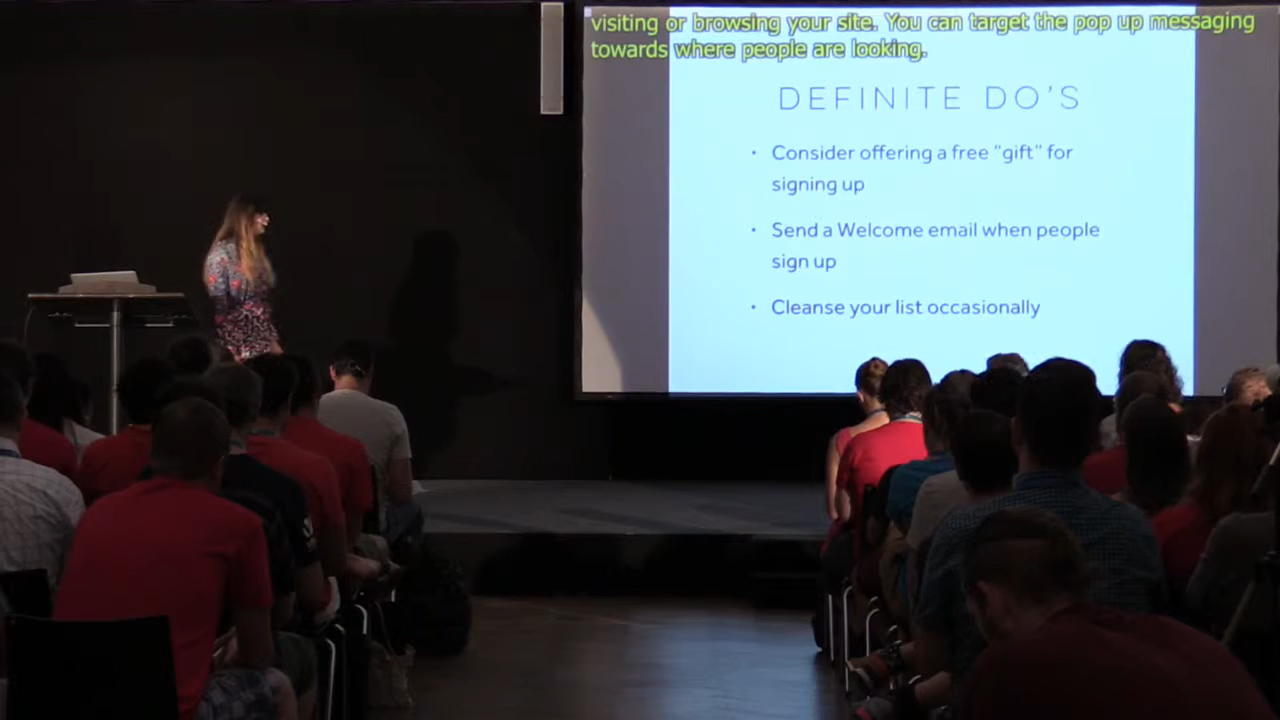 visiting or browsing your site. You can target the pop up messaging
towards where people are looking.
DEFINITE DO'S
• Consider offering a free "gift" for
signing up
• Send a Welcome email when people
sign up
• Cleanse your list occasionally